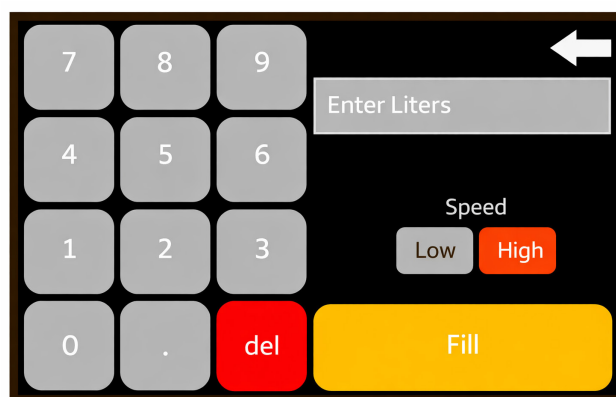 7 8 9
Enter Liters
4 5 6
Speed
1 2 3
Low High
0 . del
Fill